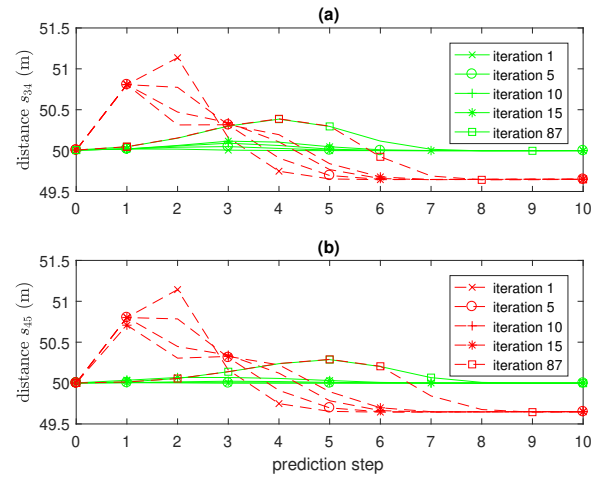 (a)
51.5
51
50.5
50
49.5
distance s34 (m)
iteration 1
iteration 5
iteration 10
iteration 15
iteration 87
0 1 2 3 4 5 6 7 8 9 10
(b)
51.5
51
50.5
50
49.5
distance s45 (m)
iteration 1
iteration 5
iteration 10
iteration 15
iteration 87
0 1 2 3 4 5 6 7 8 9 10
prediction step